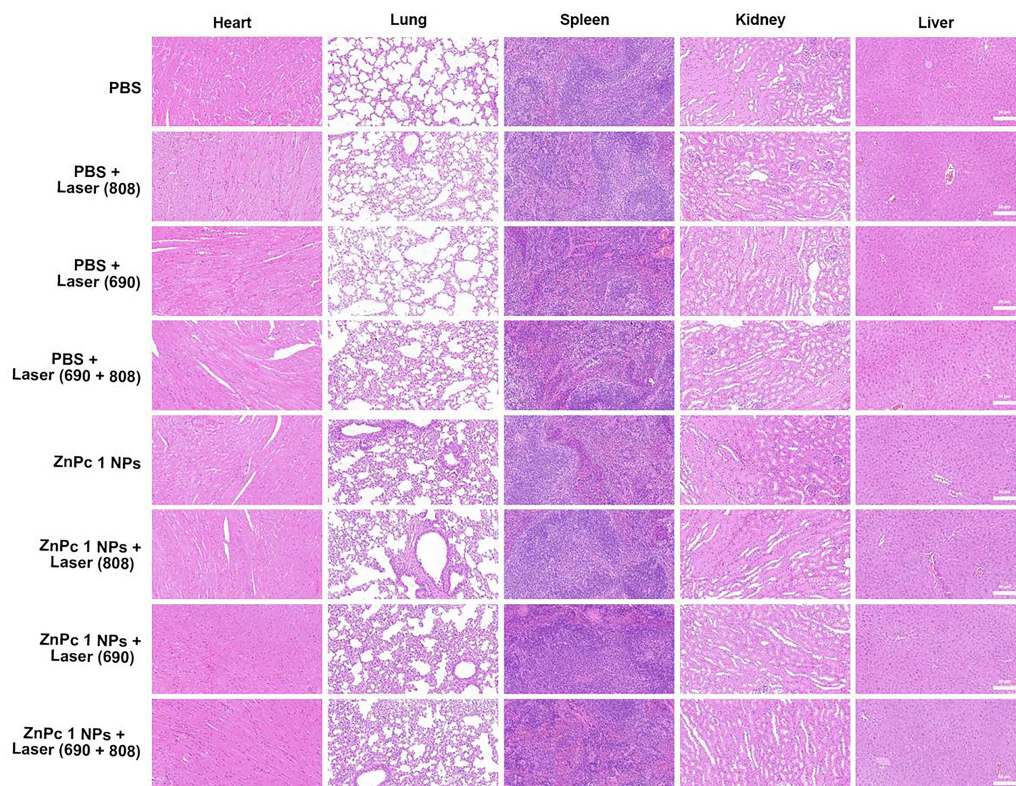 Heart Lung Spleen Kidney Liver
PBS
PBS +
Laser (808)
PBS +
Laser (690)
PBS +
Laser (690 + 808)
ZnPc 1 NPs
ZnPc 1 NPs +
Laser (808)
ZnPc 1 NPs +
Laser (690)
ZnPc 1 NPs +
Laser (690 + 808)